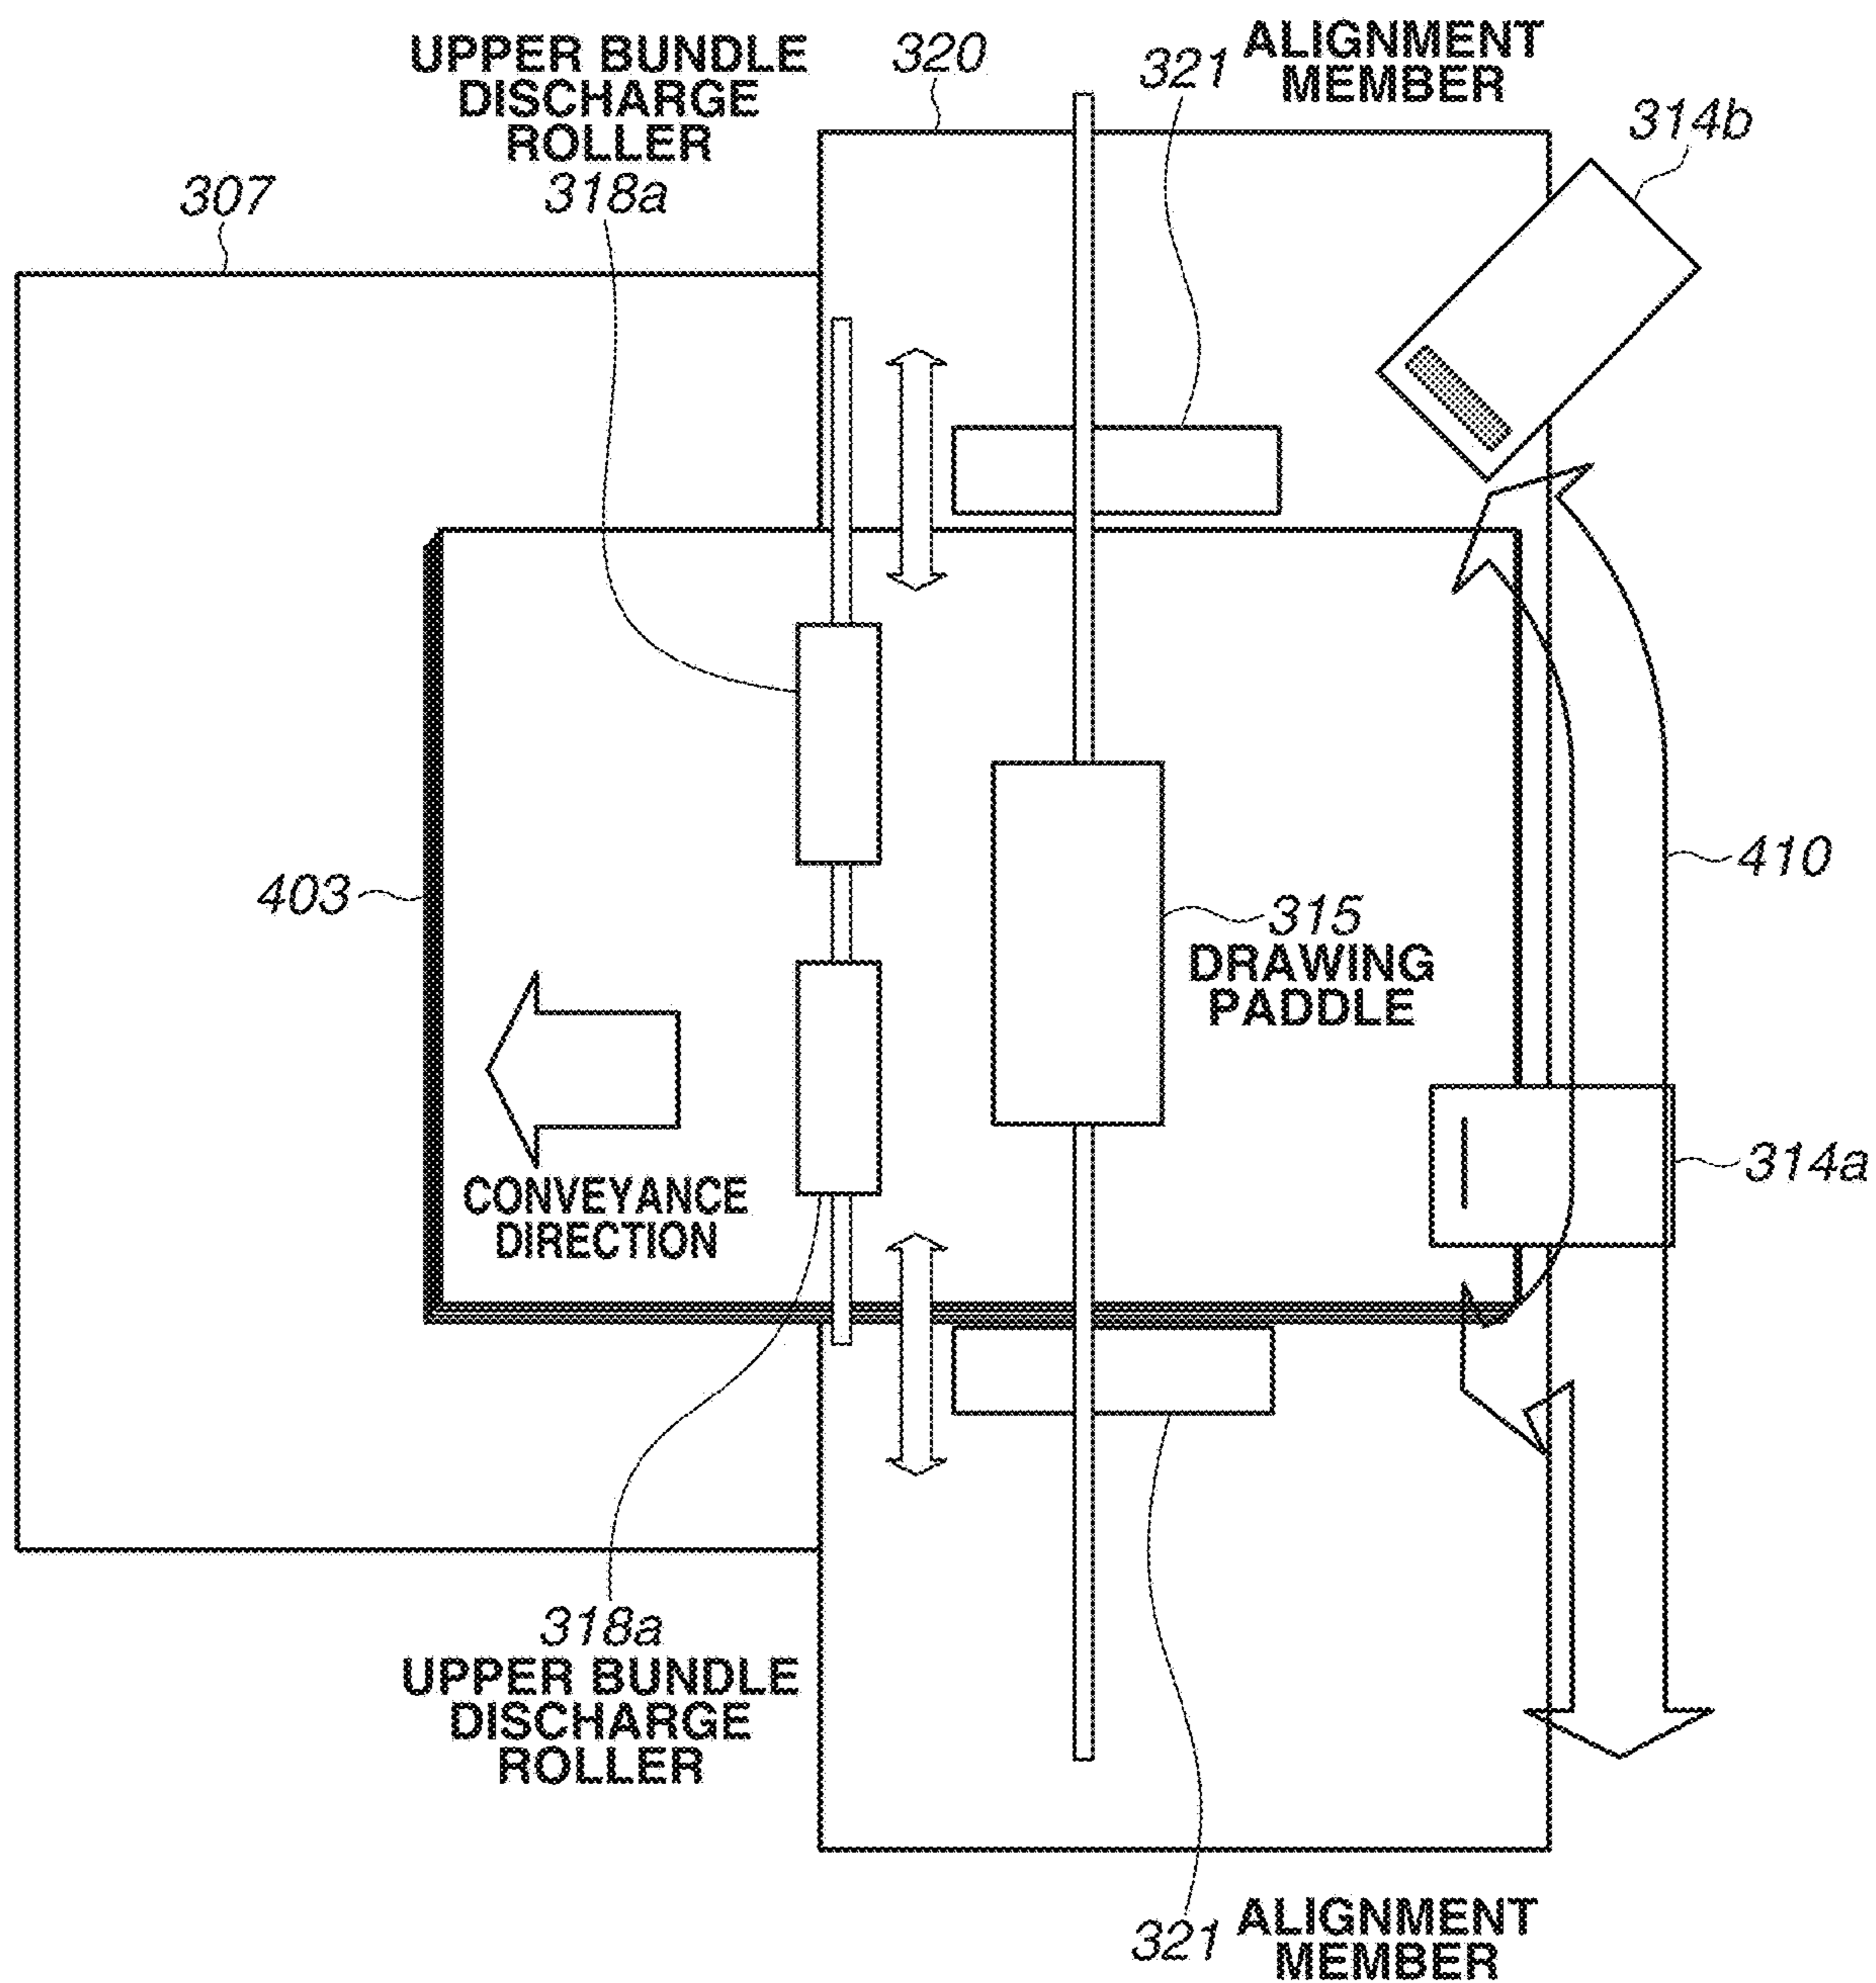 UPPER BUNDLE
DISCHARGE
ROLLER
318a
320
321
ALIGNMENT
MEMBER
314b
307
403
410
315
DRAWING
PADDLE
314a
CONVEYANCE
DIRECTION
318a
UPPER BUNDLE
DISCHARGE
ROLLER
321
ALIGNMENT
MEMBER